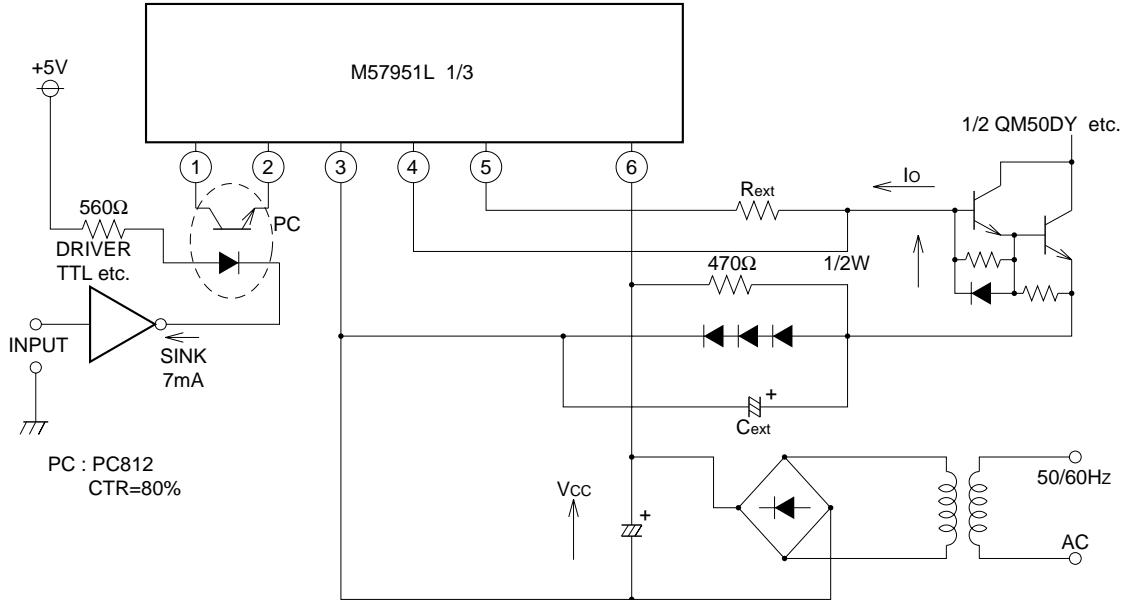 M57951L 1/3
+5V
1/2 QM50DY etc.
1
2
3
4
5
6
IO
Rext
560Ω
PC
DRIVER
TTL etc.
470Ω
1/2W
INPUT
SINK
7mA
+
Cext
PC : PC812
CTR=80%
VCC
+
50/60Hz
AC